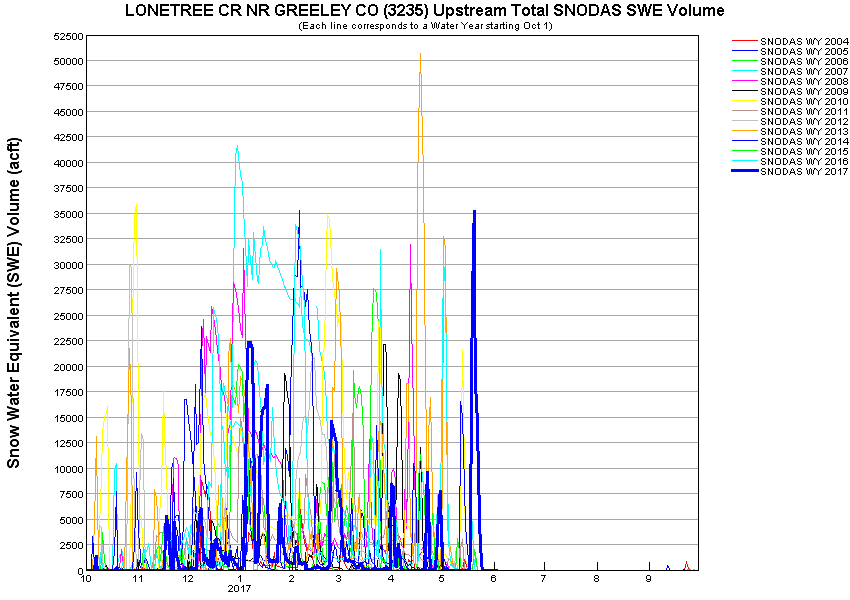 LONETREE CR NR GREELEY CO (3235) Upstream Total SNODAS SWE Volume
(Each line corresponds to a Water Year starting Oct 1)
Snow Water Equivalent (SWE) Volume (acft)
52500
50000
47500
45000
42500
40000
37500
35000
32500
30000
27500
25000
22500
20000
17500
15000
12500
10000
7500
5000
2500
0
10 11 12 1 2 3 4 5 6 7 8 9
2017
SNODAS WY 2004
SNODAS WY 2005
SNODAS WY 2006
SNODAS WY 2007
SNODAS WY 2008
SNODAS WY 2009
SNODAS WY 2010
SNODAS WY 2011
SNODAS WY 2012
SNODAS WY 2013
SNODAS WY 2014
SNODAS WY 2015
SNODAS WY 2016
SNODAS WY 2017